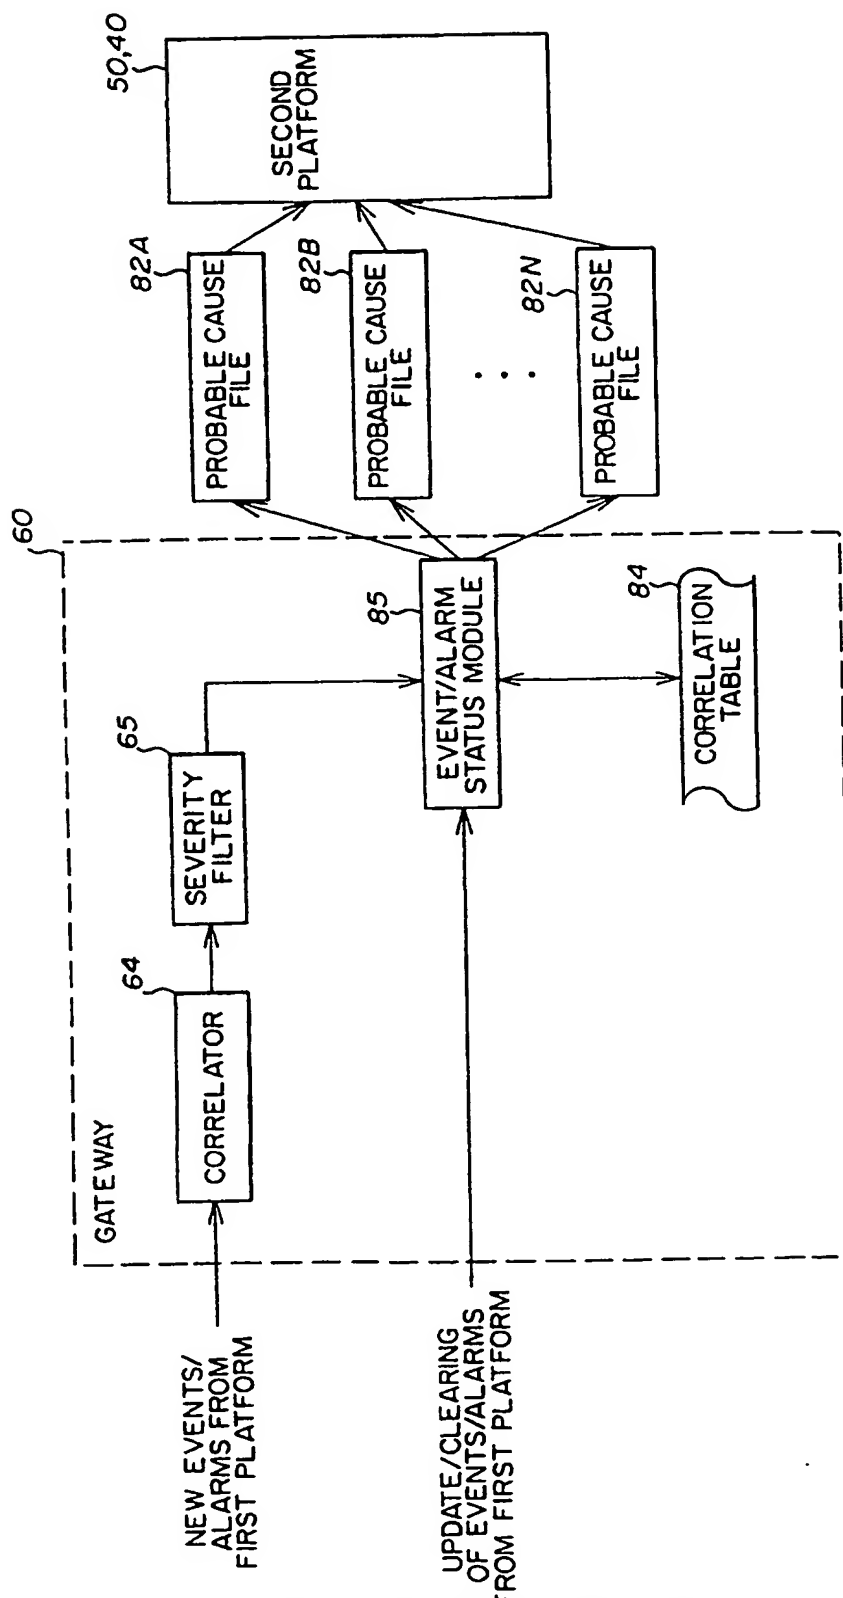 NEW EVENTS/
ALARMS FROM
FIRST PLATFORM
UPDATE/CLEARING
OF EVENTS/ALARMS
FROM FIRST PLATFORM
GATEWAY
60
CORRELATOR
64
SEVERITY
FILTER
65
EVENT/ALARM
STATUS MODULE
85
CORRELATION
TABLE
84
PROBABLE CAUSE
FILE
82A
PROBABLE CAUSE
FILE
82B
. . .
PROBABLE CAUSE
FILE
82N
SECOND
PLATFORM
50,40